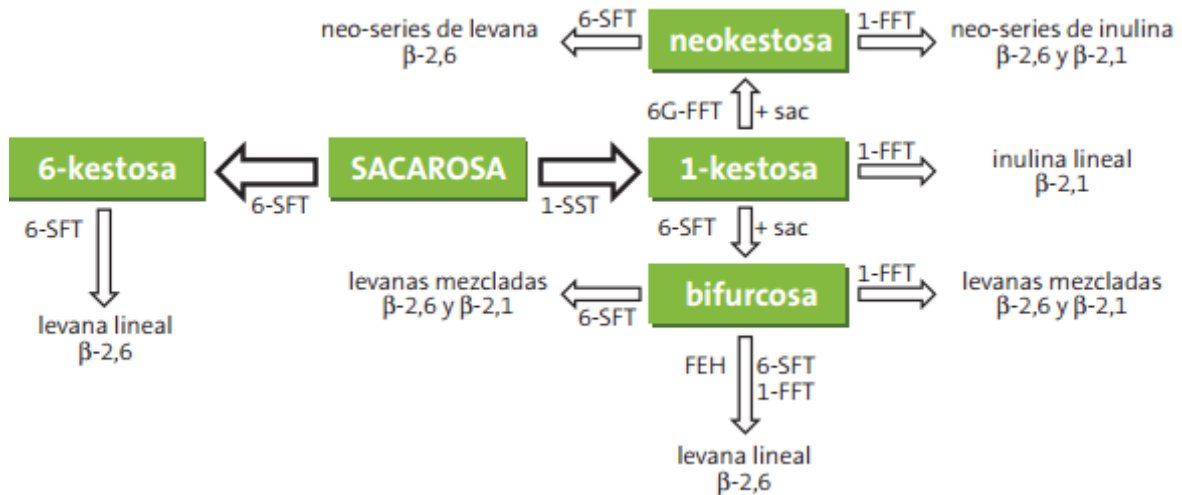 neo-series de levana
β-2,6
6-SFT
neokestosa
1-FFT
neo-series de inulina
β-2,6 y β-2,1
6G-FFT
+ sac
6-kestosa
6-SFT
SACAROSA
1-SST
1-kestosa
1-FFT
inulina lineal
β-2,1
6-SFT
6-SFT
+ sac
levanas mezcladas
β-2,6 y β-2,1
6-SFT
bifurcosa
1-FFT
levanas mezcladas
β-2,6 y β-2,1
levana lineal
β-2,6
FEH
6-SFT
1-FFT
levana lineal
β-2,6